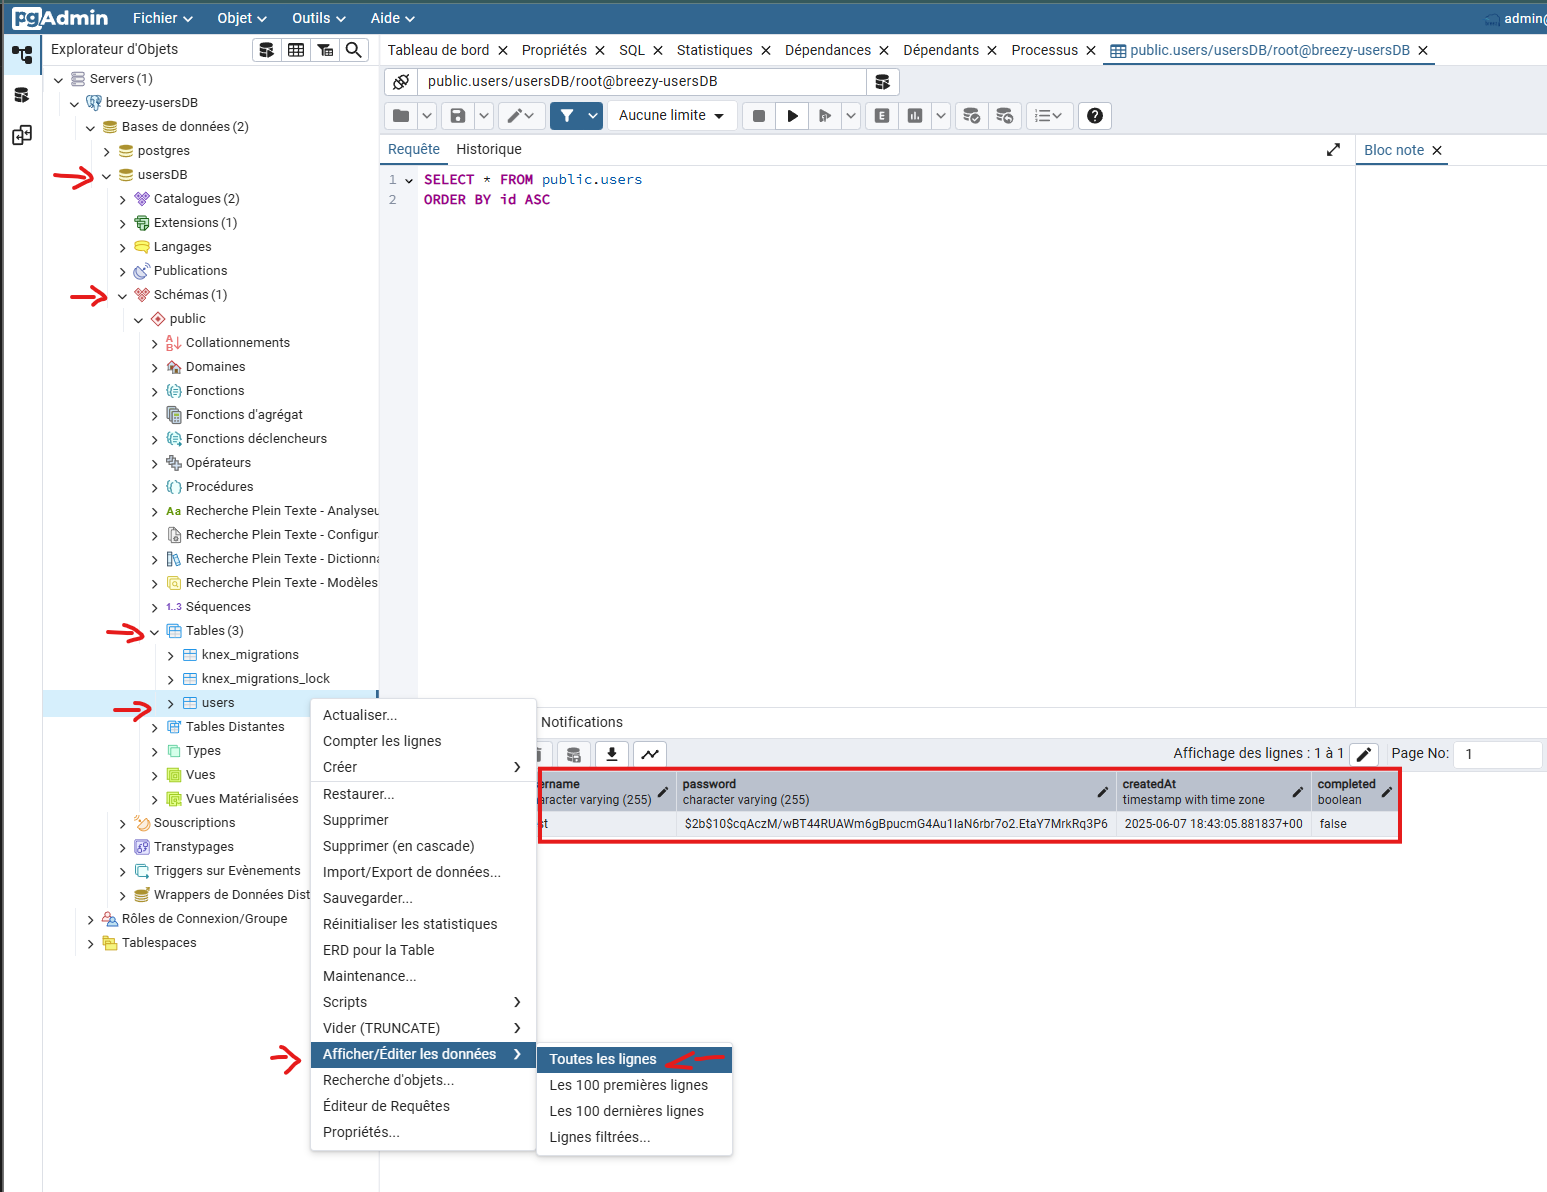 pgAdmin Fichier Objet Outils Aide admin@
Explorateur d'Objets
Tableau de bord Propriétés SQL Statistiques Dépendances Dépendants Processus public.users/usersDB/root@breezy-usersDB
Servers (1)
breezy-usersDB
Bases de données (2)
postgres
usersDB
Catalogues (2)
Extensions (1)
Langages
Publications
Schémas (1)
public
Collationnements
Domaines
Fonctions
Fonctions d'agrégat
Fonctions déclencheurs
Opérateurs
Procédures
Aa Recherche Plein Texte - Analyseu
Recherche Plein Texte - Configur
Recherche Plein Texte - Dictionna
Recherche Plein Texte - Modèles
1..3 Séquences
Tables (3)
knex_migrations
knex_migrations_lock
users
Tables Distantes
Types
Vues
Vues Matérialisées
Souscriptions
Transtypages
Triggers sur Evènements
Wrappers de Données Dist
Rôles de Connexion/Groupe
Tablespaces
public.users/usersDB/root@breezy-usersDB
Aucune limite
E
Requête Historique
Bloc note
1 SELECT * FROM public.users
2 ORDER BY id ASC
Actualiser...
Compter les lignes
Créer
Restaurer...
Supprimer
Supprimer (en cascade)
Import/Export de données...
Sauvegarder...
Réinitialiser les statistiques
ERD pour la Table
Maintenance...
Scripts
Vider (TRUNCATE)
Afficher/Éditer les données
Recherche d'objets...
Éditeur de Requêtes
Propriétés...
Toutes les lignes
Les 100 premières lignes
Les 100 dernières lignes
Lignes filtrées...
Notifications
Affichage des lignes : 1 à 1 Page No: 1
ername password createdAt completed
aracter varying (255) character varying (255) timestamp with time zone boolean
st $2b$10$cqAczM/wBT44RUAWm6gBpucmG4Au1IaN6rbr7o2.EtaY7MrkRq3P6 2025-06-07 18:43:05.881837+00 false